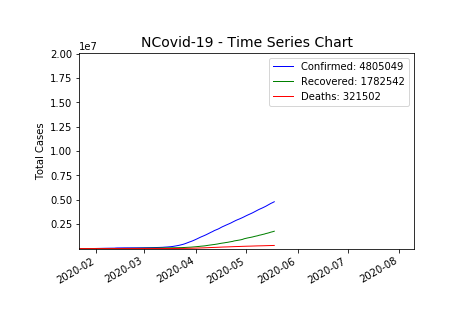 NCovid-19 - Time Series Chart
1e7
2.00
1.75
1.50
1.25
1.0
0.75
0.50
0.25
Total Cases
Confirmed: 4805049
Recovered: 1782542
Deaths: 321502
2020-02
2020-03
2020-04
2020-05
2020-06
2020-07
2020-08